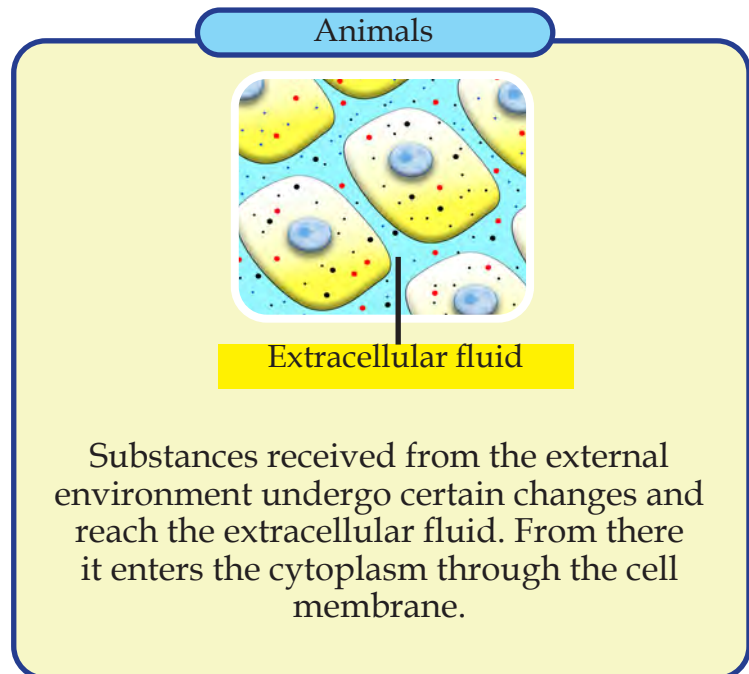 Animals
Extracellular fluid
Substances received from the external
environment undergo certain changes and
reach the extracellular fluid. From there
it enters the cytoplasm through the cell
membrane.